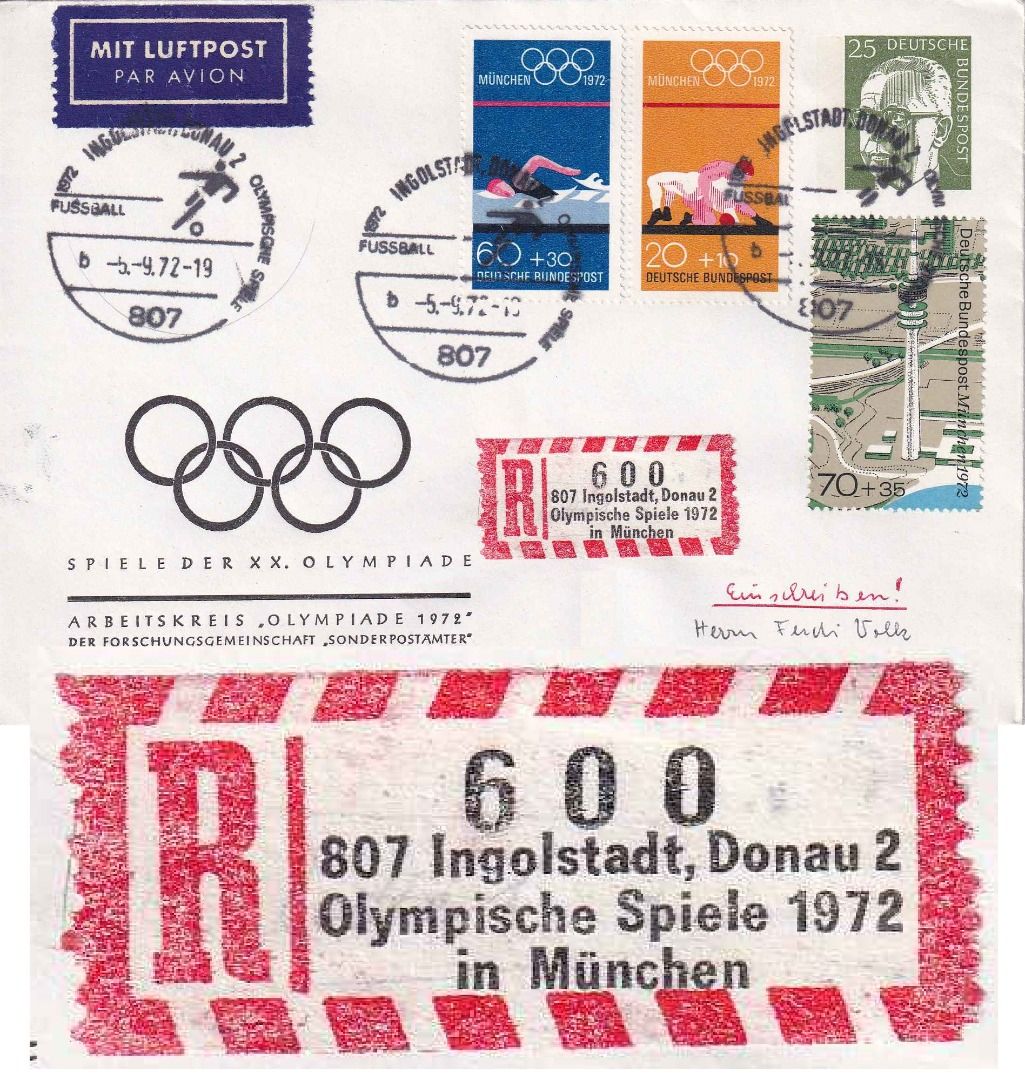 MIT LUFTPOST
PAR AVION
MÜNCHEN 1972
60 +30
DEUTSCHE BUNDESPOST
MÜNCHEN 1972
20 +10
DEUTSCHE BUNDESPOST
25 DEUTSCHE BUNDESPOST
Deutsche Bundespost München 1972
70+35
INGOLSTADT, DONAU 2
OLYMPISCHE SPIELE
1972
FUSSBALL
b -5.-9.72-19
807
INGOLSTADT, DONAU
OLYMPISCHE SPIELE
1972
FUSSBALL
b -5.-9.72-
807
INGOLSTADT, DONAU 2
FUSSBAL
b
807
SPIELE DER XX. OLYMPIADE
ARBEITSKREIS „OLYMPIADE 1972"
DER FORSCHUNGSGEMEINSCHAFT „SONDERPOSTÄMTER"
R
600
807 Ingolstadt, Donau 2
Olympische Spiele 1972
in München
Einschreiben!
Herrn Ferdi Volk
R
600
807 Ingolstadt, Donau 2
Olympische Spiele 1972
in München